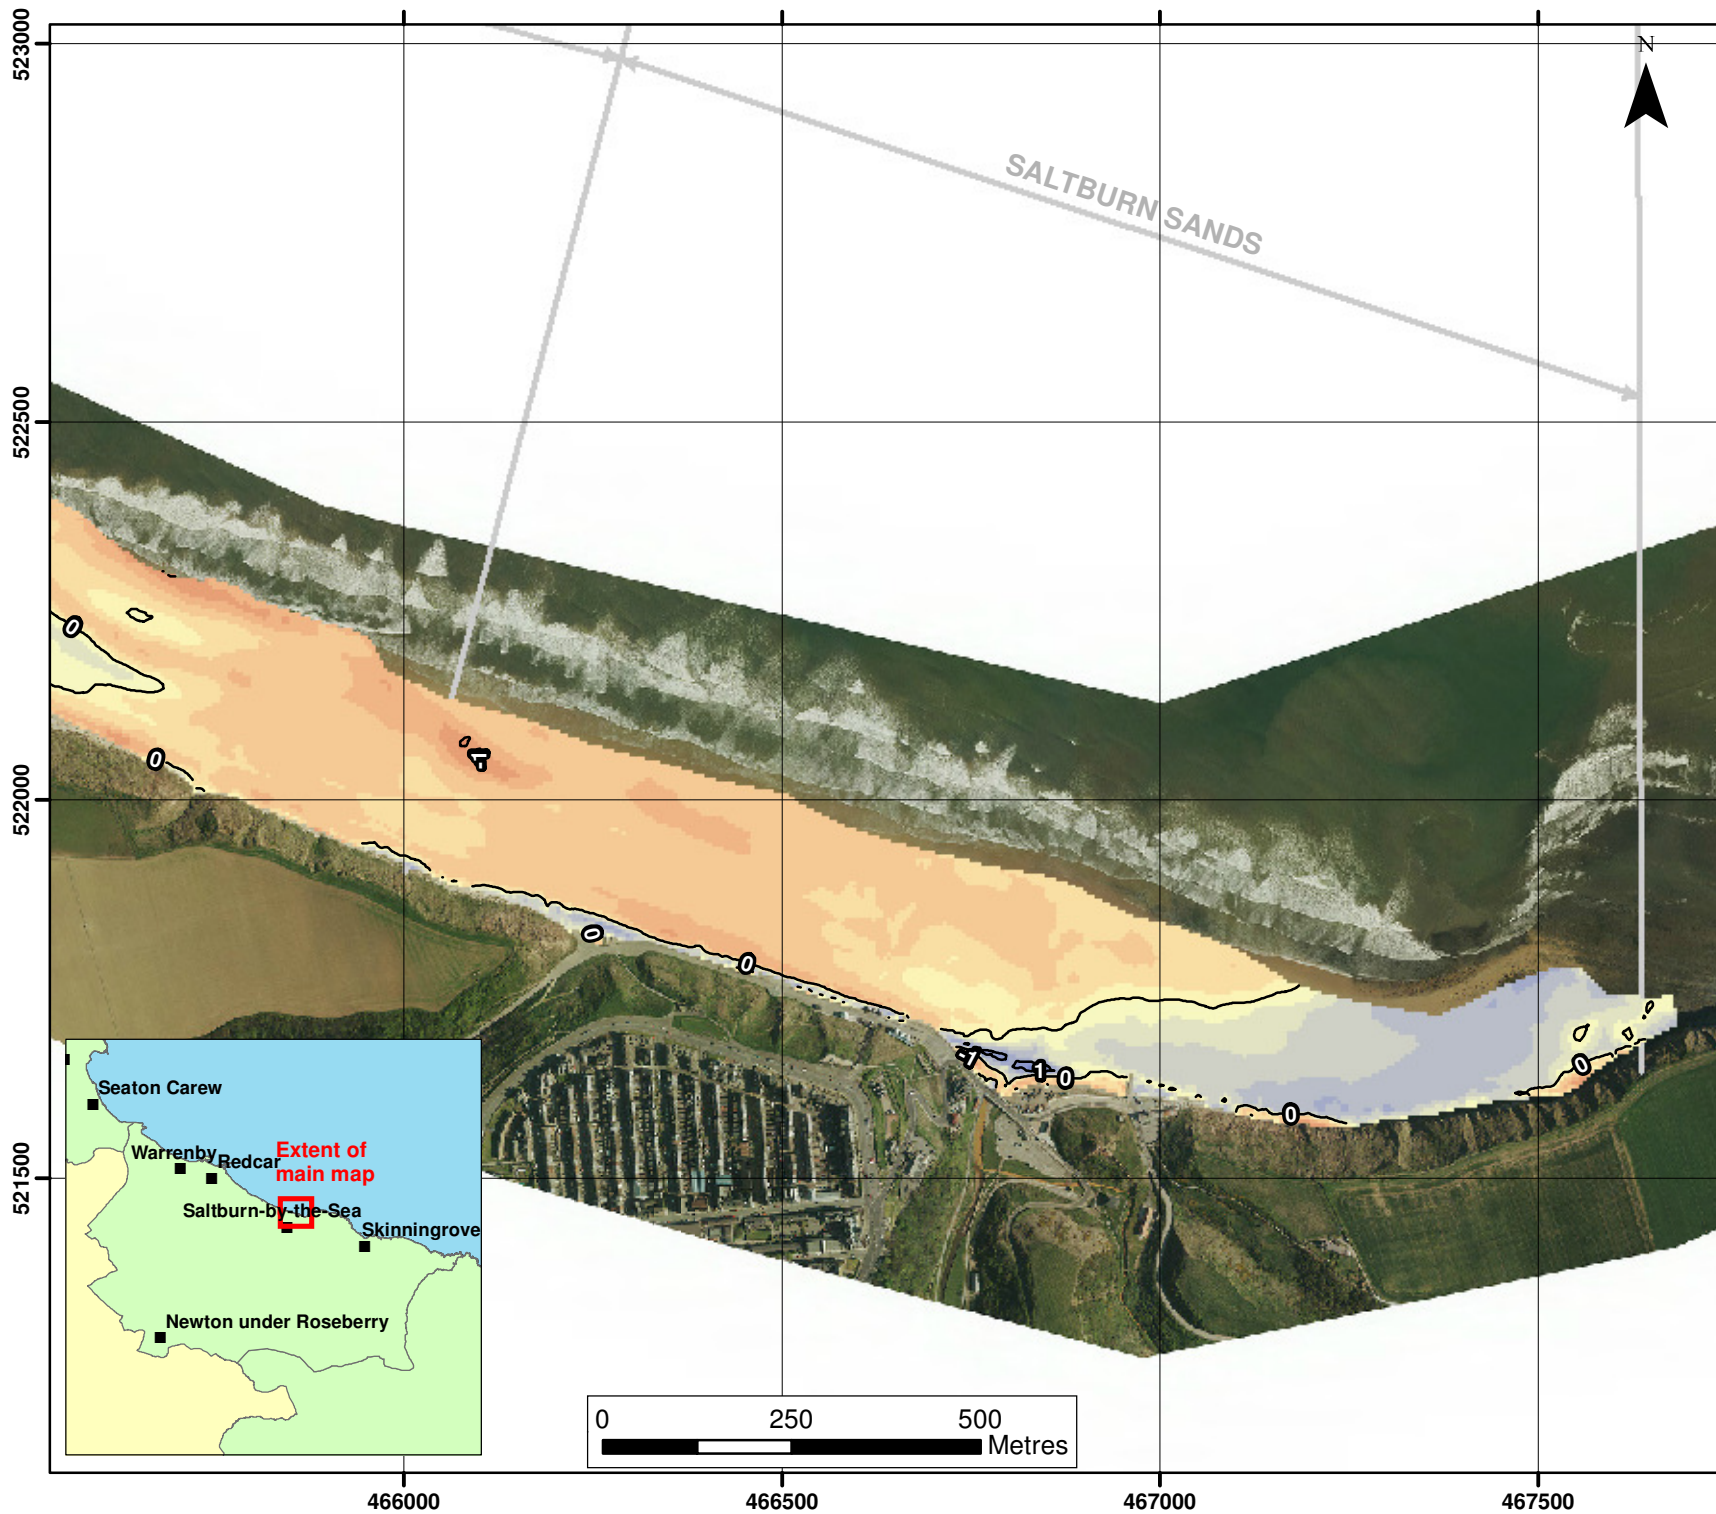 523000
522500
522000
521500
N
SALTBURN SANDS
0
0
-1
0
0
-1
1
0
0
0
Seaton Carew
Warrenby
Redcar
Extent of
main map
Saltburn-by-the-Sea
Skinningrove
Newton under Roseberry
0 250 500
Metres
466000 466500 467000 467500